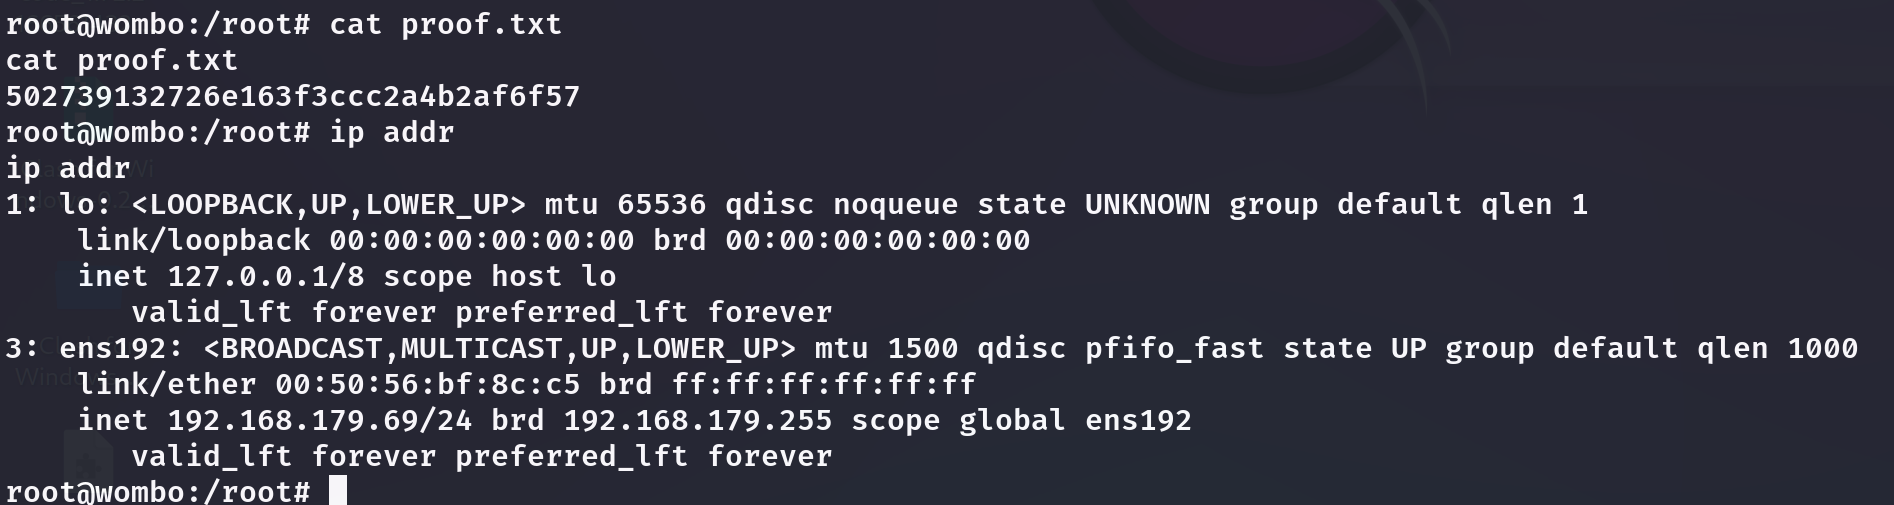 root@wombo:/root# cat proof.txt
cat proof.txt
502739132726e163f3ccc2a4b2af6f57
root@wombo:/root# ip addr
ip addr
1: lo: <LOOPBACK,UP,LOWER_UP> mtu 65536 qdisc noqueue state UNKNOWN group default qlen 1
    link/loopback 00:00:00:00:00:00 brd 00:00:00:00:00:00
    inet 127.0.0.1/8 scope host lo
       valid_lft forever preferred_lft forever
3: ens192: <BROADCAST,MULTICAST,UP,LOWER_UP> mtu 1500 qdisc pfifo_fast state UP group default qlen 1000
    link/ether 00:50:56:bf:8c:c5 brd ff:ff:ff:ff:ff:ff
    inet 192.168.179.69/24 brd 192.168.179.255 scope global ens192
       valid_lft forever preferred_lft forever
root@wombo:/root#